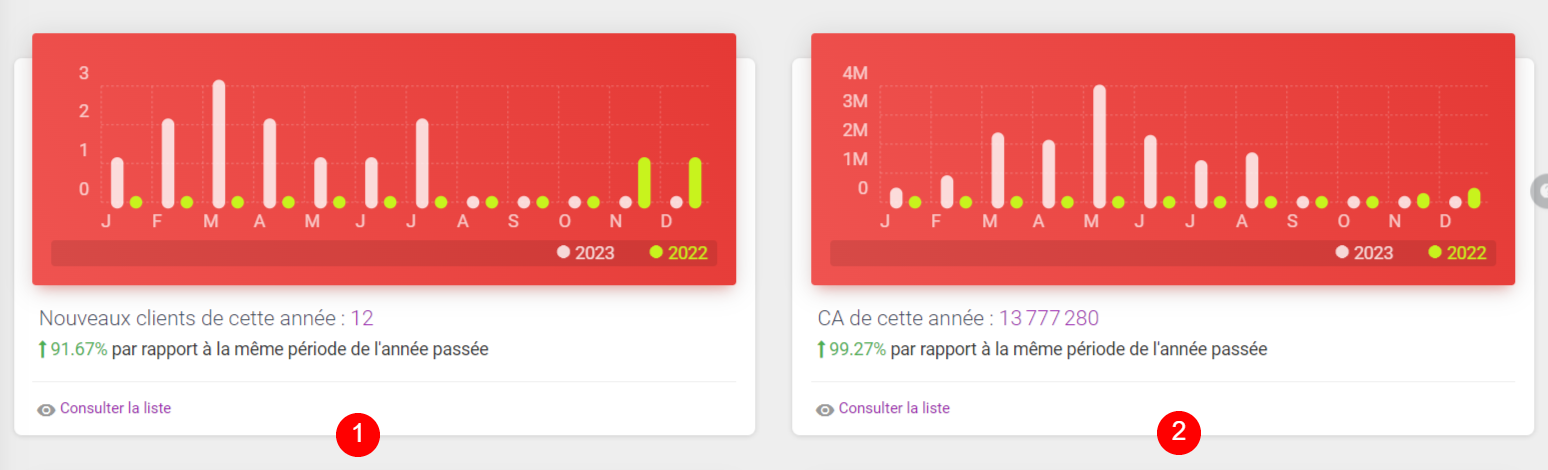 3
2
1
0
J F M A M J J A S O N D
2023 2022
Nouveaux clients de cette année : 12
91.67% par rapport à la même période de l'année passée
Consulter la liste
1
4M
3M
2M
1M
0
J F M A M J J A S O N D
2023 2022
CA de cette année : 13 777 280
99.27% par rapport à la même période de l'année passée
Consulter la liste
2